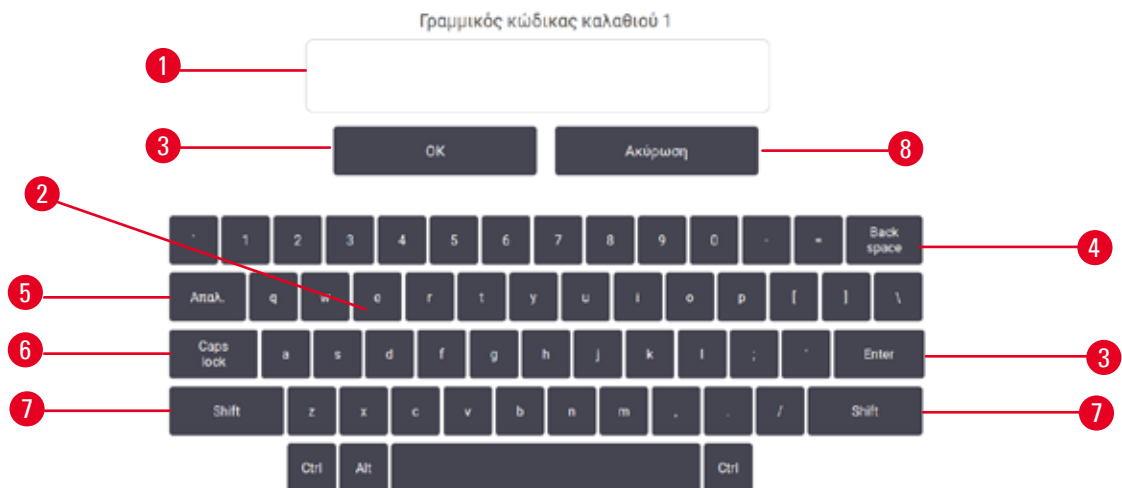 Γραμμικός κώδικας καλαθιού 1
1
3 OK Ακύρωση 8
2
` 1 2 3 4 5 6 7 8 9 0 - = Back space 4
5 Απαλ. q w e r t y u i o p [ ] \
6 Caps lock a s d f g h j k l ; ' Enter 3
7 Shift z x c v b n m , . / Shift 7
Ctrl Alt Ctrl